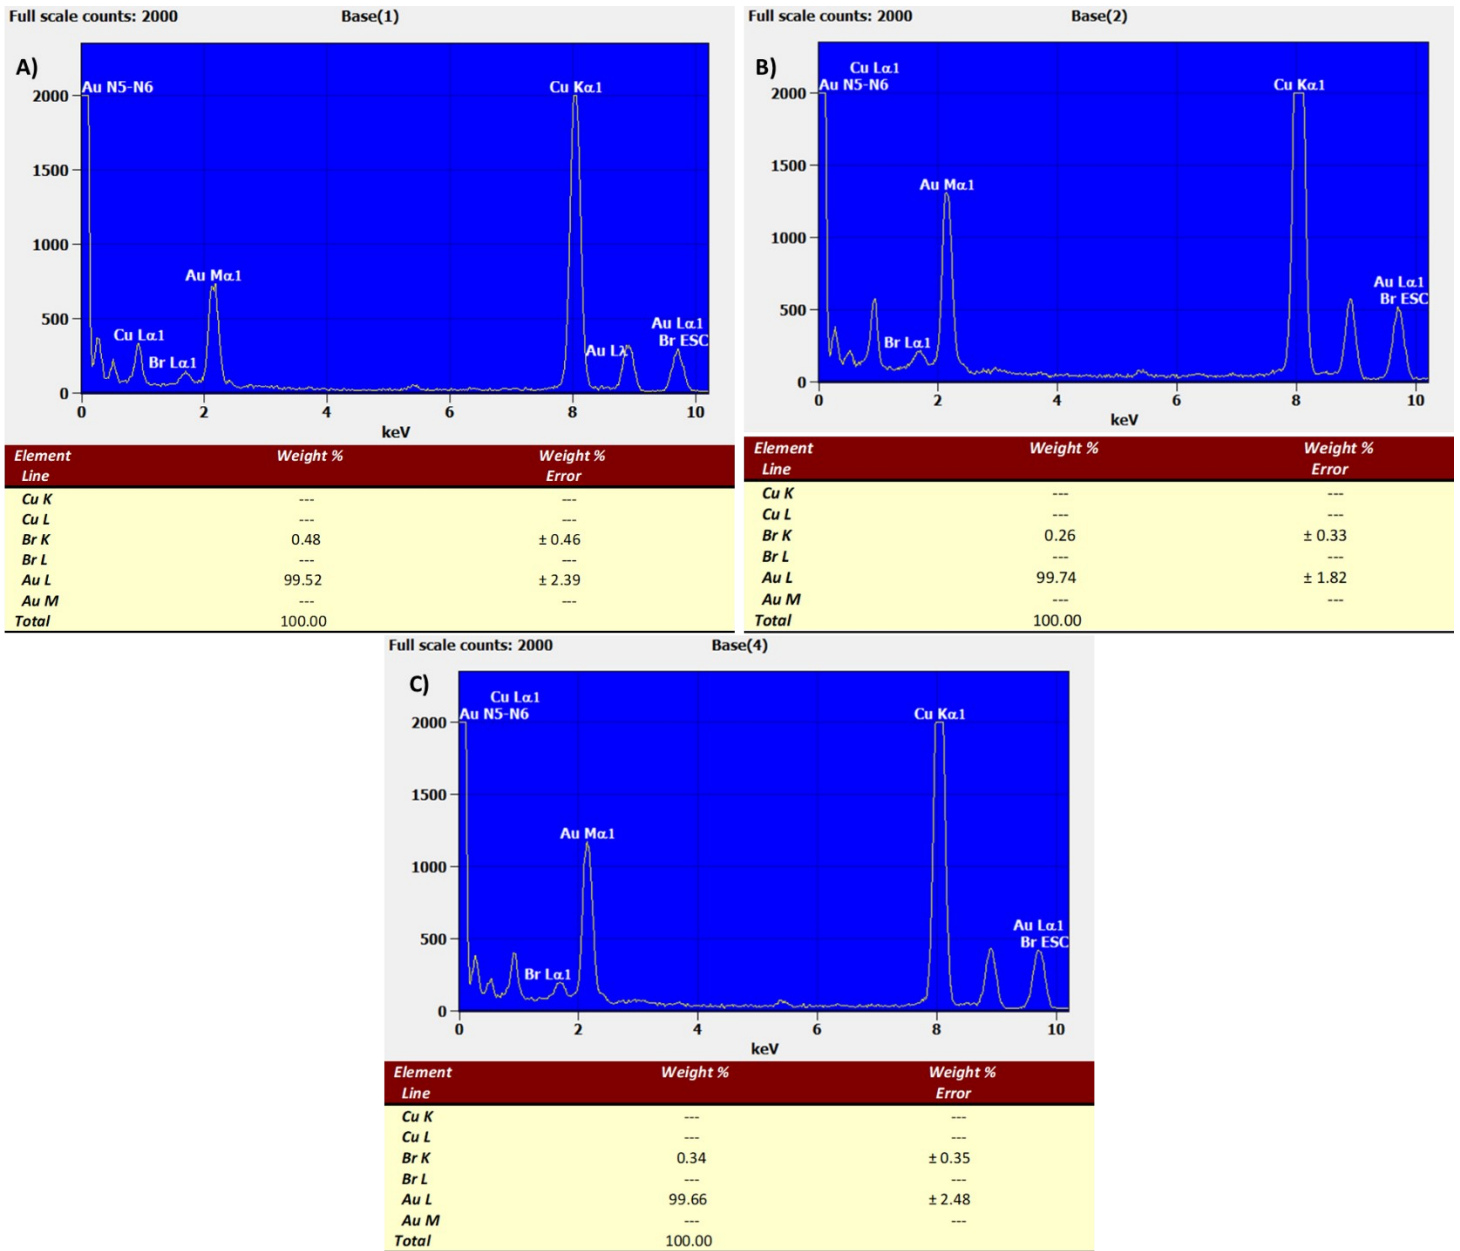 Full scale counts: 2000 Base(1)
A)
Au N5-N6 Cu Kα1
2000
1500
1000
500
0
Au Mα1
Cu Lα1
Br Lα1
Au Lλ
Au Lα1
Br ESC
0 2 4 6 8 10
keV
Element Line Weight % Weight % Error
Cu K --- ---
Cu L --- ---
Br K 0.48 ± 0.46
Br L --- ---
Au L 99.52 ± 2.39
Au M --- ---
Total 100.00
Full scale counts: 2000 Base(2)
B)
Cu Lα1
Au N5-N6 Cu Kα1
2000
1500
1000
500
0
Au Mα1
Br Lα1
Au Lα1
Br ESC
0 2 4 6 8 10
keV
Element Line Weight % Weight % Error
Cu K --- ---
Cu L --- ---
Br K 0.26 ± 0.33
Br L --- ---
Au L 99.74 ± 1.82
Au M --- ---
Total 100.00
Full scale counts: 2000 Base(4)
C)
Cu Lα1
Au N5-N6 Cu Kα1
2000
1500
1000
500
0
Au Mα1
Br Lα1
Au Lα1
Br ESC
0 2 4 6 8 10
keV
Element Line Weight % Weight % Error
Cu K --- ---
Cu L --- ---
Br K 0.34 ± 0.35
Br L --- ---
Au L 99.66 ± 2.48
Au M --- ---
Total 100.00